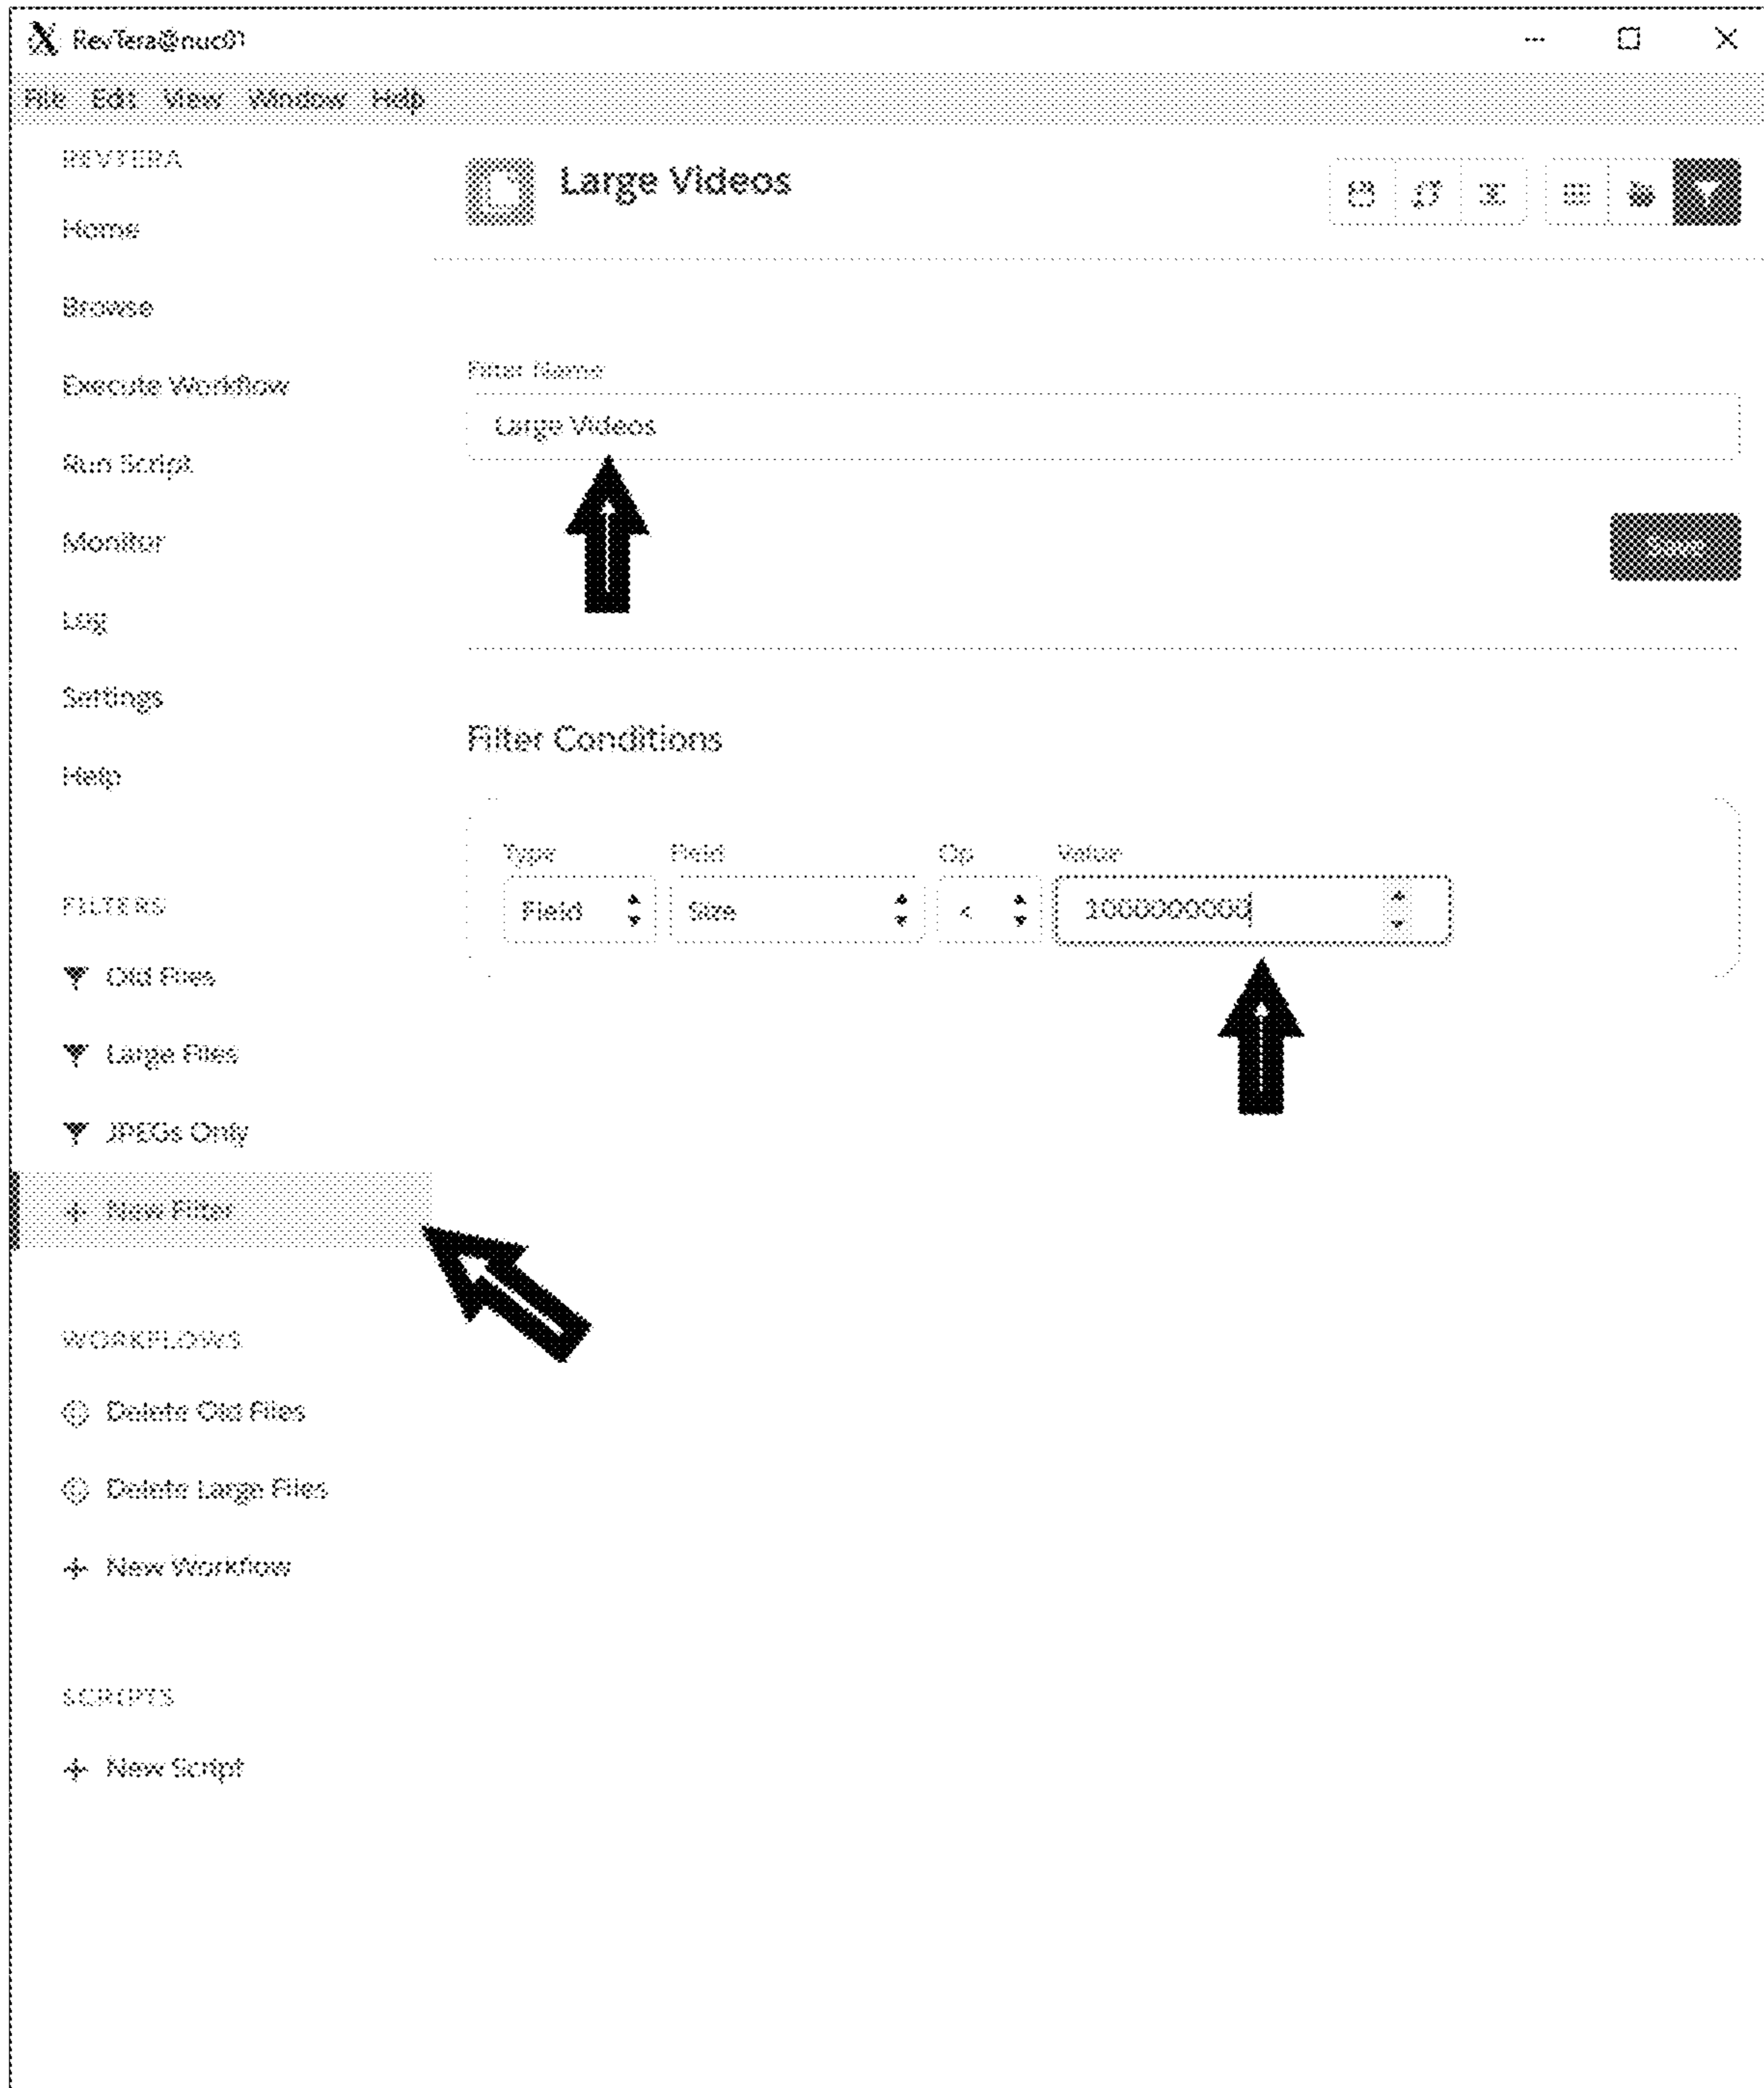 RevTera@nuc01
File Edit View Window Help
REVTERA
Home
Browse
Execute Workflow
Run Script
Monitor
Log
Settings
Help
FILTERS
Old Files
Large Files
JPEGs Only
+ New Filter
WORKFLOWS
Delete Old Files
Delete Large Files
+ New Workflow
SCRIPTS
+ New Script
Large Videos
Filter Name
Large Videos
Save
Filter Conditions
Type Field Op Value
Field Size < 1000000000